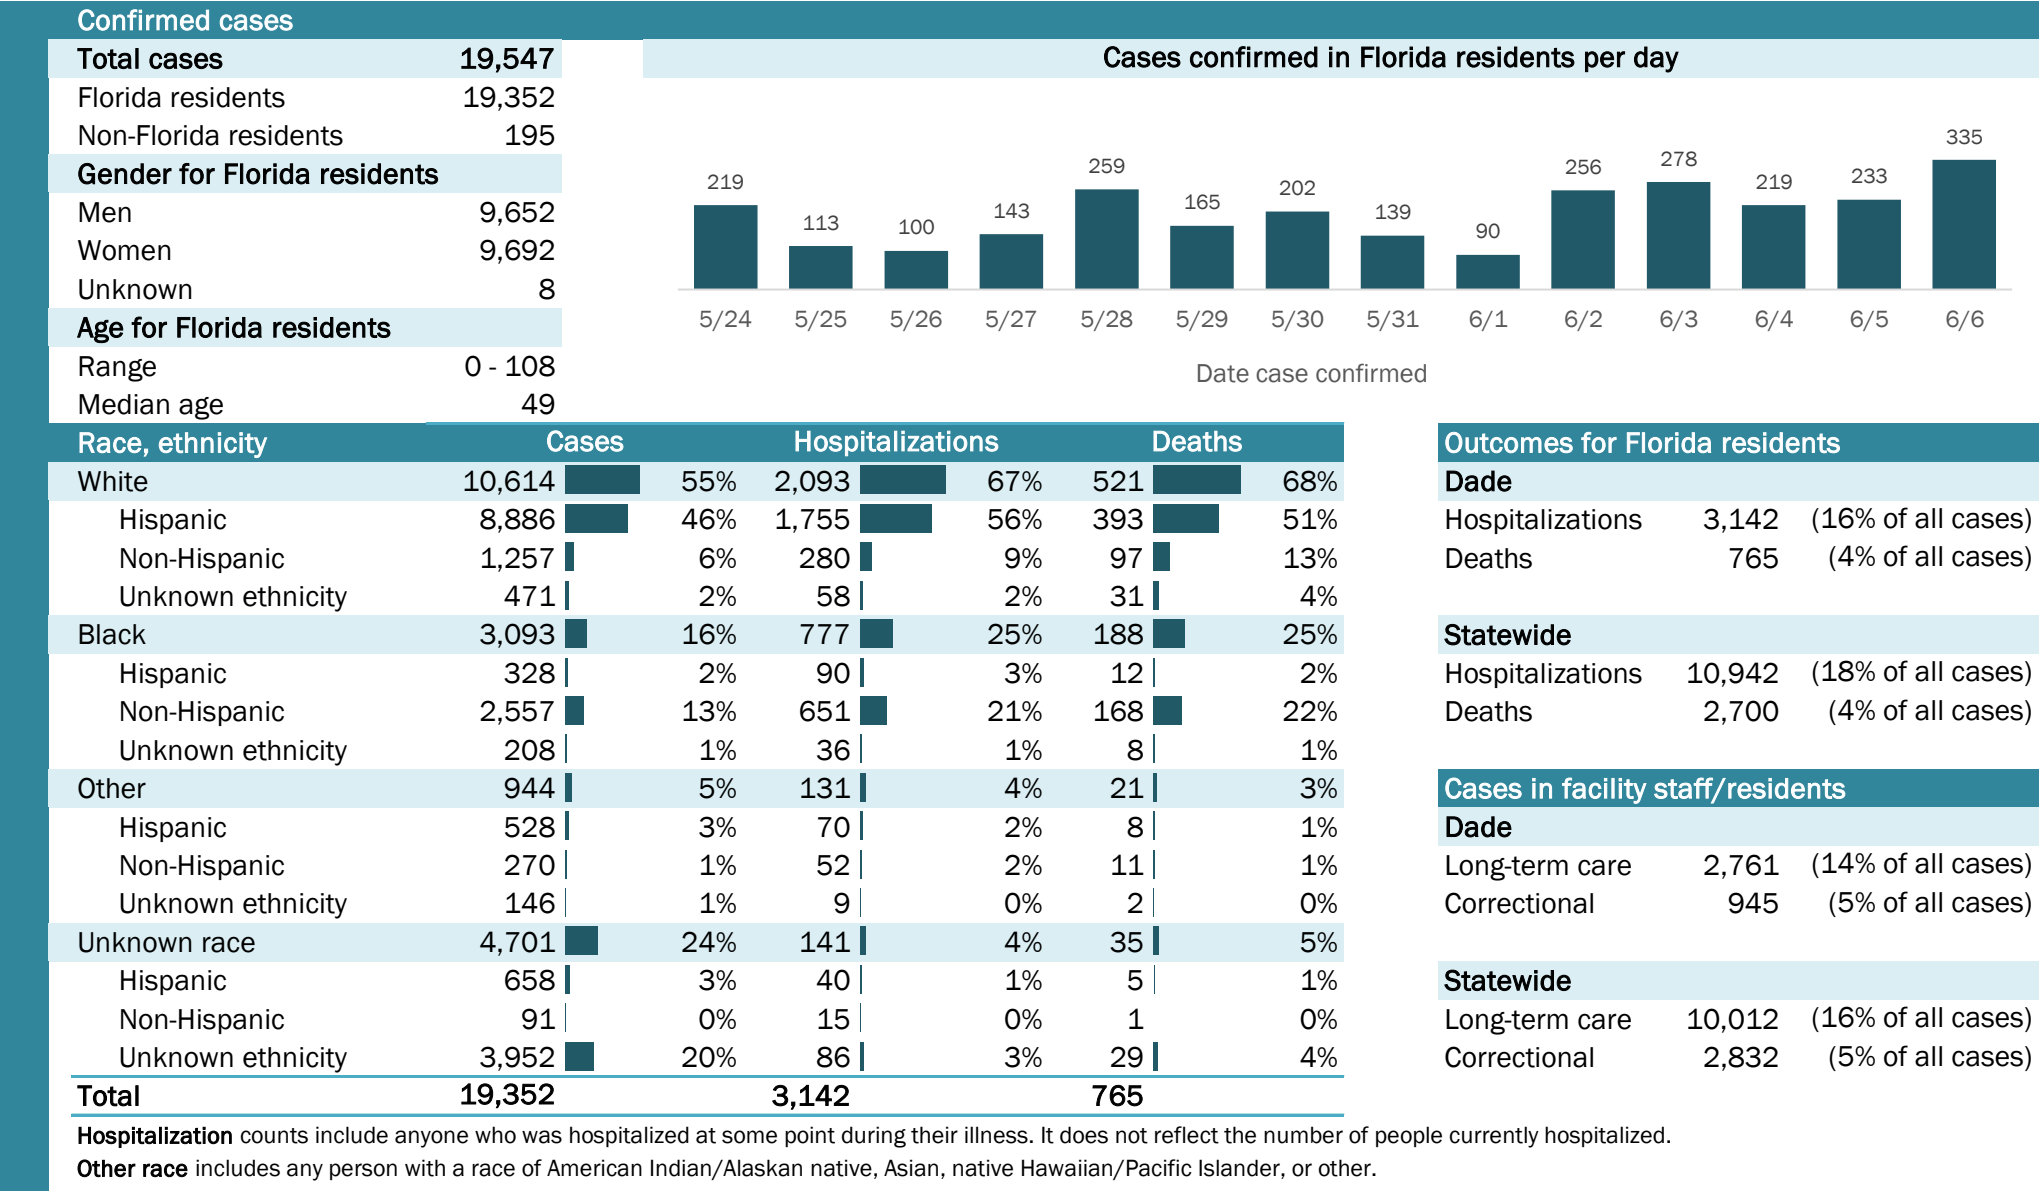 Confirmed cases
Total cases 19,547
Florida residents 19,352
Non-Florida residents 195
Gender for Florida residents
Men 9,652
Women 9,692
Unknown 8
Age for Florida residents
Range 0 - 108
Median age 49
Cases confirmed in Florida residents per day
219 113 100 143 259 165 202 139 90 256 278 219 233 335
5/24 5/25 5/26 5/27 5/28 5/29 5/30 5/31 6/1 6/2 6/3 6/4 6/5 6/6
Date case confirmed
Race, ethnicity Cases Hospitalizations Deaths
White 10,614 55% 2,093 67% 521 68%
Hispanic 8,886 46% 1,755 56% 393 51%
Non-Hispanic 1,257 6% 280 9% 97 13%
Unknown ethnicity 471 2% 58 2% 31 4%
Black 3,093 16% 777 25% 188 25%
Hispanic 328 2% 90 3% 12 2%
Non-Hispanic 2,557 13% 651 21% 168 22%
Unknown ethnicity 208 1% 36 1% 8 1%
Other 944 5% 131 4% 21 3%
Hispanic 528 3% 70 2% 8 1%
Non-Hispanic 270 1% 52 2% 11 1%
Unknown ethnicity 146 1% 9 0% 2 0%
Unknown race 4,701 24% 141 4% 35 5%
Hispanic 658 3% 40 1% 5 1%
Non-Hispanic 91 0% 15 0% 1 0%
Unknown ethnicity 3,952 20% 86 3% 29 4%
Total 19,352 3,142 765
Outcomes for Florida residents
Dade
Hospitalizations 3,142 (16% of all cases)
Deaths 765 (4% of all cases)
Statewide
Hospitalizations 10,942 (18% of all cases)
Deaths 2,700 (4% of all cases)
Cases in facility staff/residents
Dade
Long-term care 2,761 (14% of all cases)
Correctional 945 (5% of all cases)
Statewide
Long-term care 10,012 (16% of all cases)
Correctional 2,832 (5% of all cases)
Hospitalization counts include anyone who was hospitalized at some point during their illness. It does not reflect the number of people currently hospitalized.
Other race includes any person with a race of American Indian/Alaskan native, Asian, native Hawaiian/Pacific Islander, or other.